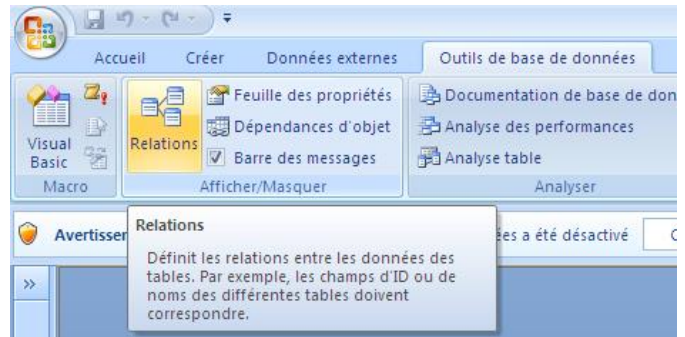 Accueil Créer Données externes Outils de base de données
Visual Basic
Relations
Feuille des propriétés
Dépendances d'objet
Barre des messages
Documentation de base de don
Analyse des performances
Analyse table
Macro Afficher/Masquer Analyser
Avertisser
ées a été désactivé
Relations
Définit les relations entre les données des
tables. Par exemple, les champs d'ID ou de
noms des différentes tables doivent
correspondre.